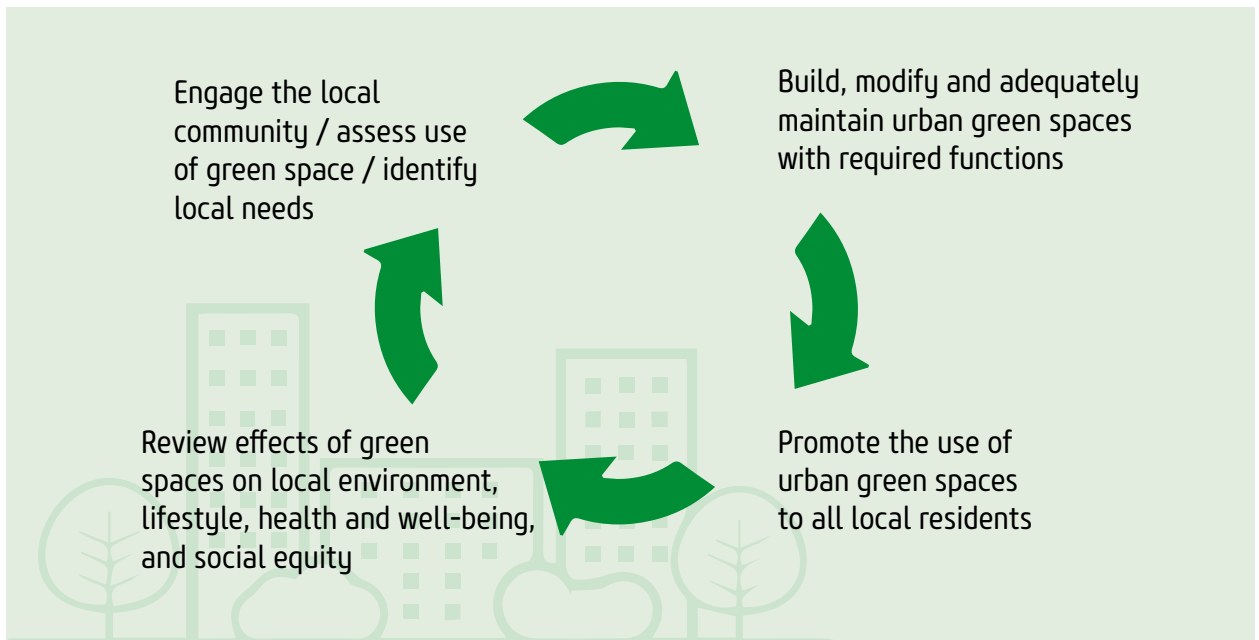 Engage the local
community / assess use
of green space / identify
local needs
Build, modify and adequately
maintain urban green spaces
with required functions
Promote the use of
urban green spaces
to all local residents
Review effects of green
spaces on local environment,
lifestyle, health and well-being,
and social equity